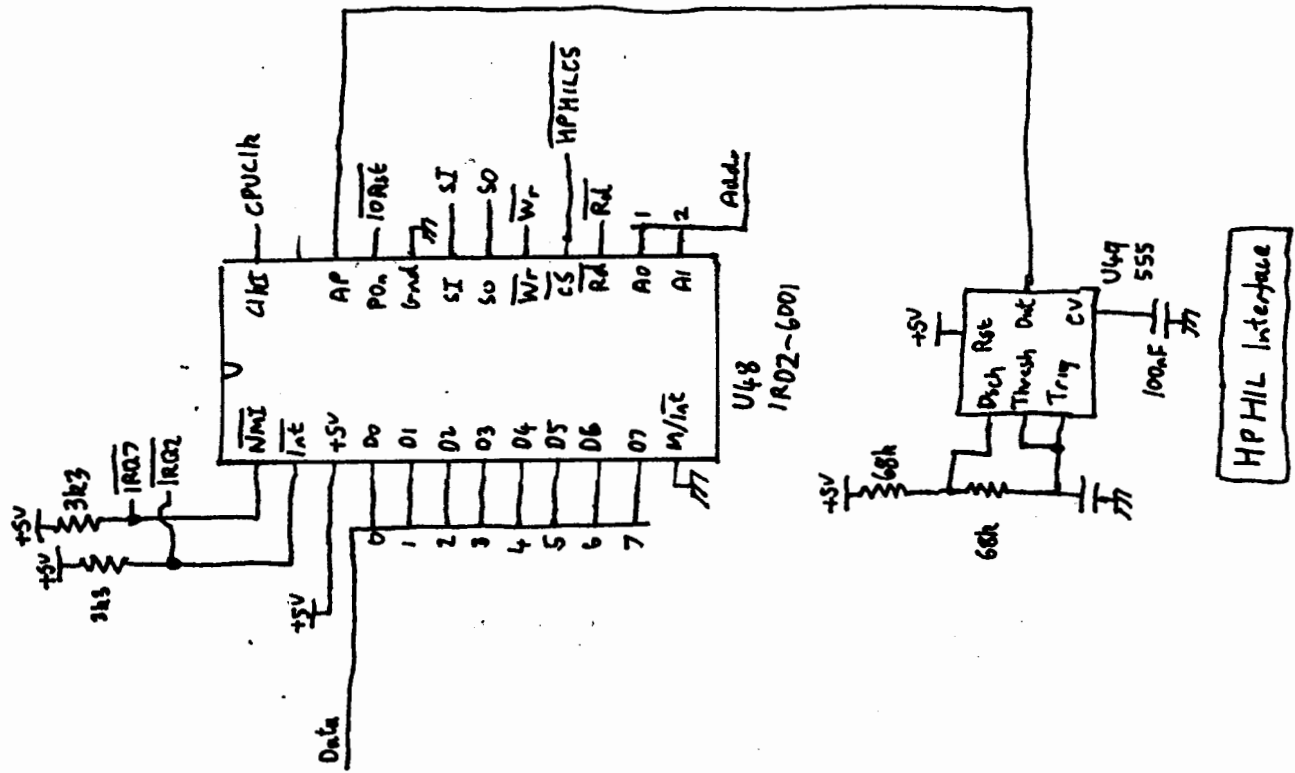 CPUClk
IORst
SI
SO
Wr
HPHILCS
Rd
1
2
Addr
ClkI
AP
POn
Gnd
SI
SO
Wr
CS
Rd
A0
A1
U48
1RD2-6001
NMI
Int
+5V
D0
D1
D2
D3
D4
D5
D6
D7
M/Int
+5V
3k3
IRQ7
IRQ2
+5V
3k3
+5V
0
1
2
3
4
5
6
7
Data
+5V
Rst
Out
CV
Dsch
Thresh
Trig
U49
555
100nF
+5V
68k
68k
HPHIL Interface